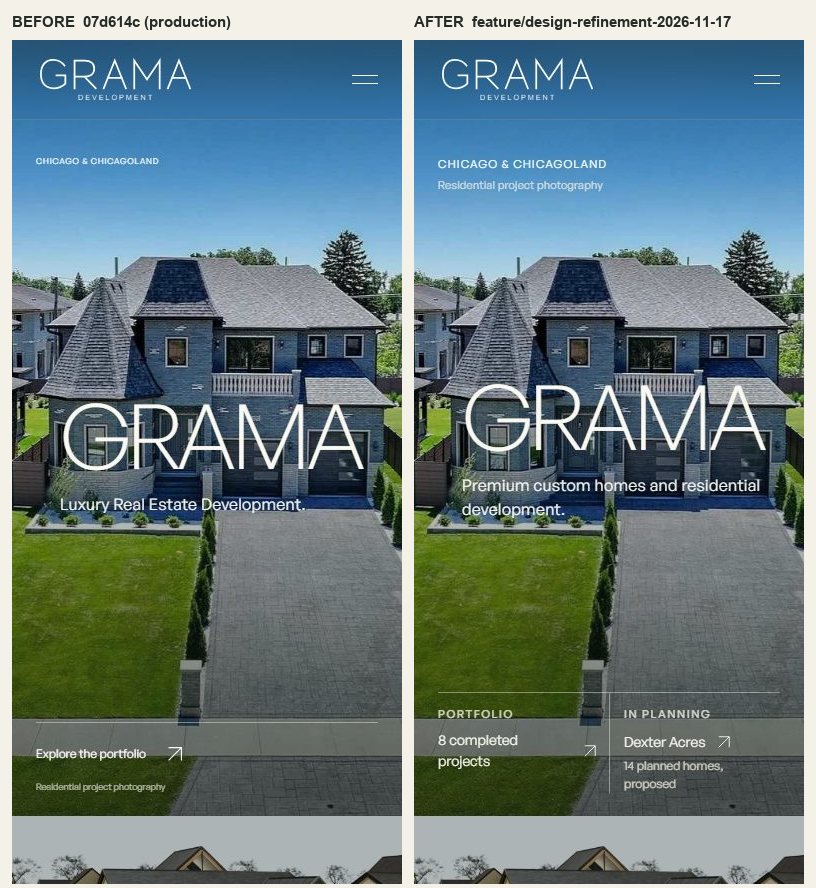 BEFORE 07d614c (production)
GRAMA
DEVELOPMENT
CHICAGO & CHICAGOLAND
GRAMA
Luxury Real Estate Development.
Explore the portfolio
Residential project photography
AFTER feature/design-refinement-2026-11-17
GRAMA
DEVELOPMENT
CHICAGO & CHICAGOLAND
Residential project photography
GRAMA
Premium custom homes and residential
development.
PORTFOLIO
8 completed
projects
IN PLANNING
Dexter Acres
14 planned homes,
proposed